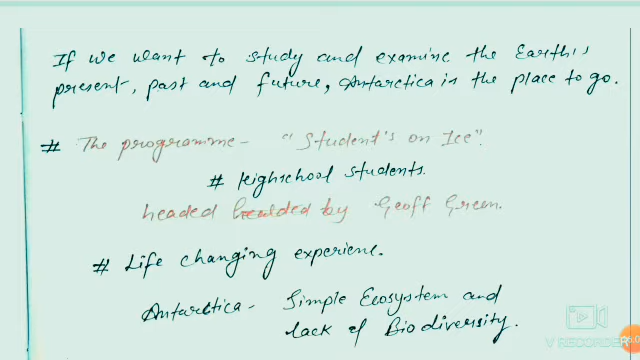 If we want to study and examine the Earth's
present, past and future, Antarctica is the place to go.
# The programme - "Student's on Ice".
# Highschool students.
headed headed by Geoff Green.
# Life changing experience.
Antarctica - Simple Ecosystem and
lack of Biodiversity.
V RECORDER